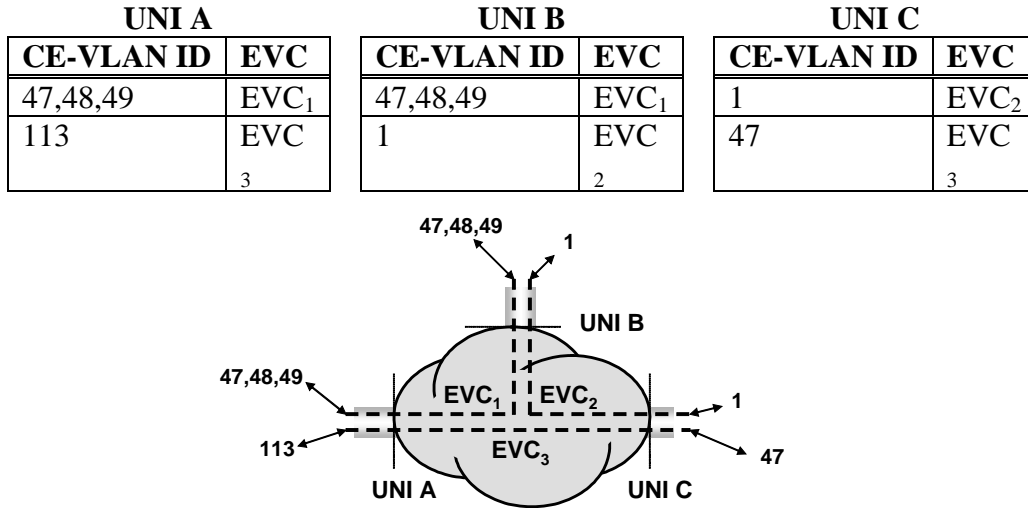 UNI A UNI B UNI C
CE-VLAN ID EVC CE-VLAN ID EVC CE-VLAN ID EVC
47,48,49 EVC₁ 47,48,49 EVC₁ 1 EVC₂
113 EVC 1 EVC 47 EVC
3 2 3
47,48,49 1
UNI B
47,48,49 EVC₁ EVC₂ 1
113 EVC₃ 47
UNI A UNI C